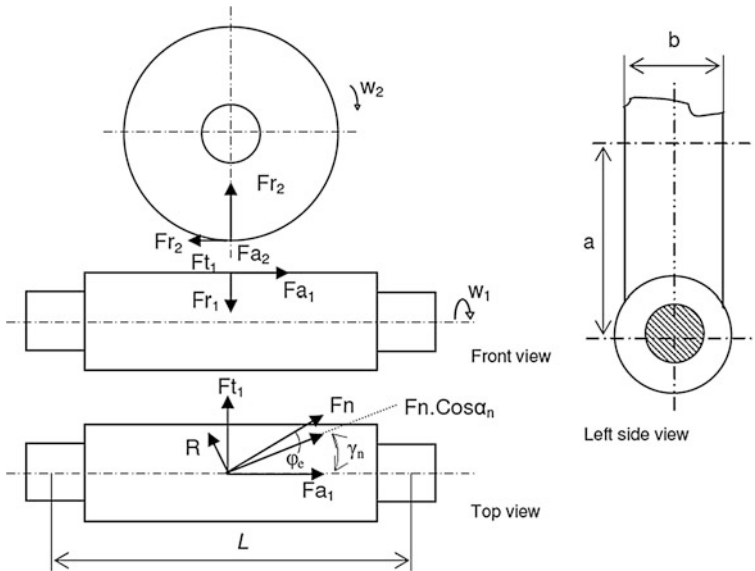 b
w₂
Fr₂
Fr₂
Fa₂
Ft₁
Fr₁
Fa₁
w₁
a
Front view
Ft₁
Fn
Fn.Cosαₙ
R
φₑ
γₙ
Fa₁
Left side view
Top view
L